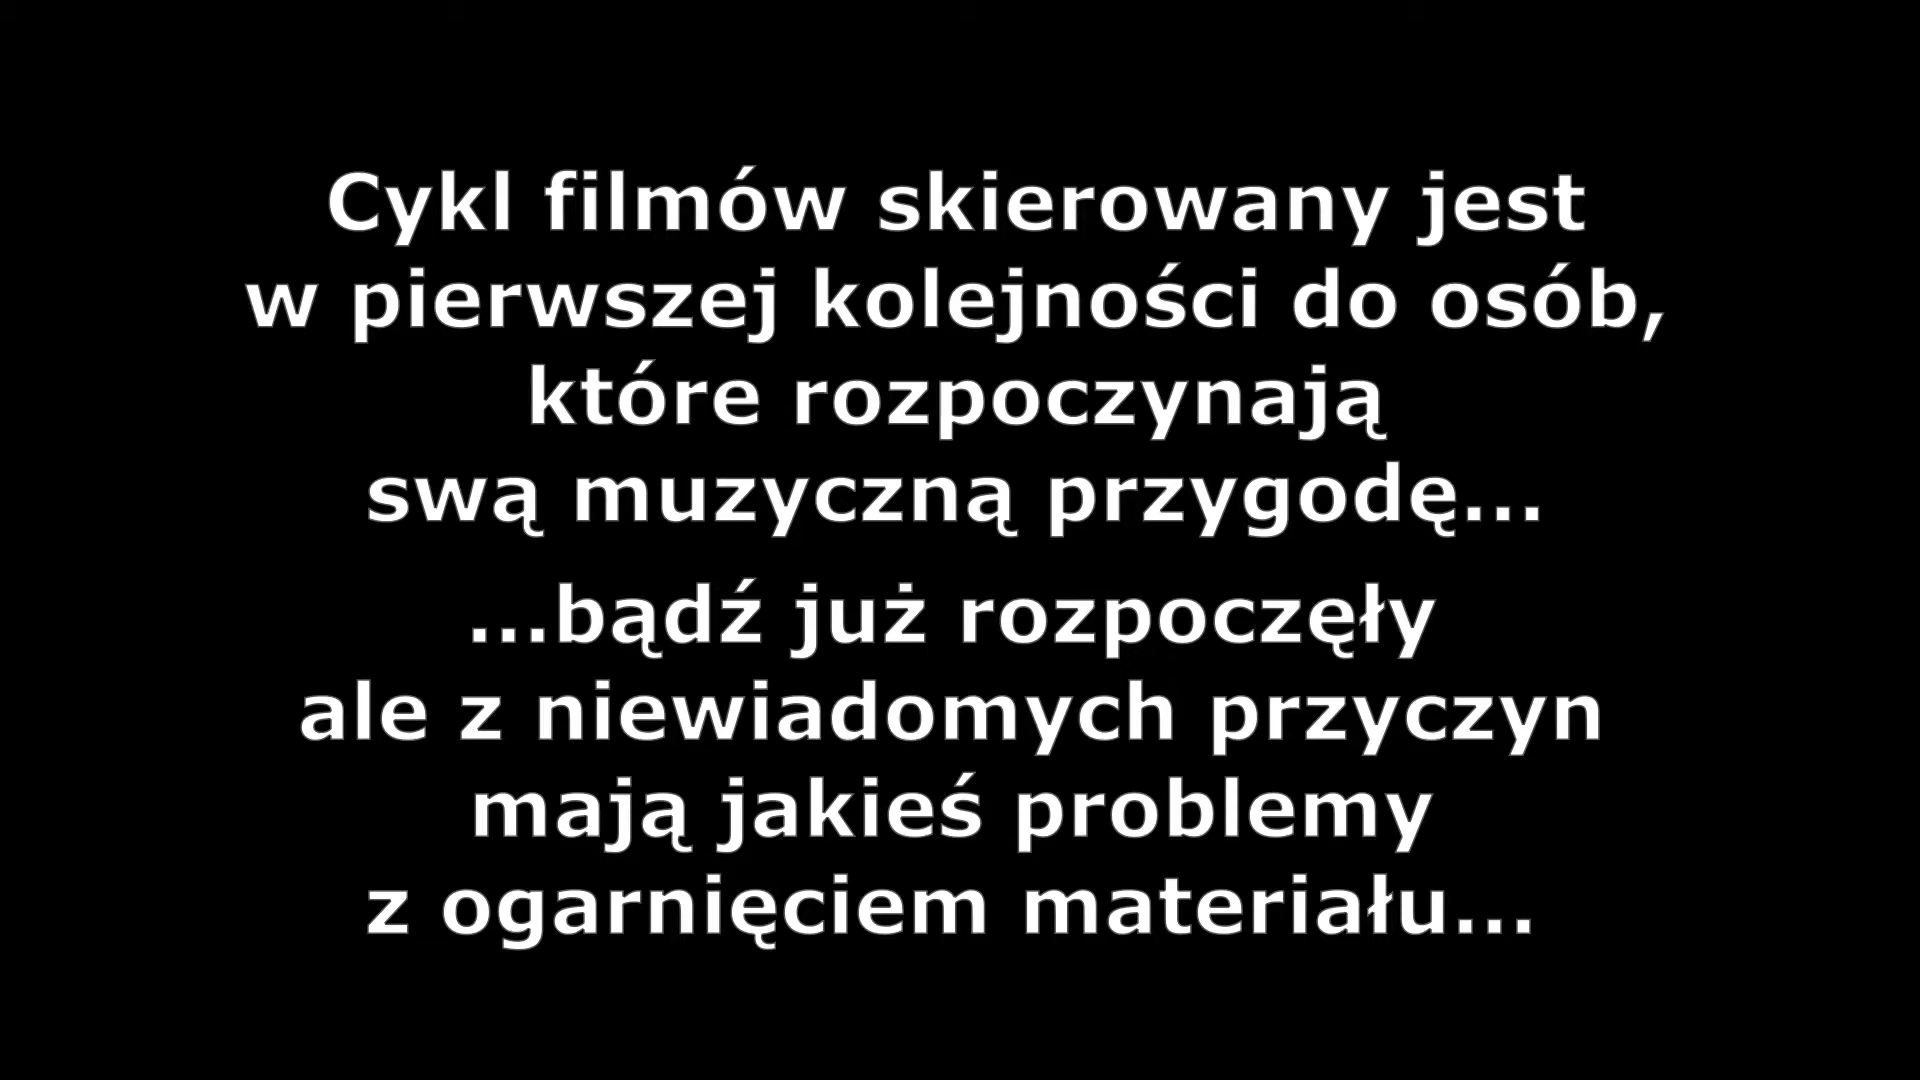 Cykl filmów skierowany jest
w pierwszej kolejności do osób,
które rozpoczynają
swą muzyczną przygodę...
...bądź już rozpoczęły
ale z niewiadomych przyczyn
mają jakieś problemy
z ogarnięciem materiału...